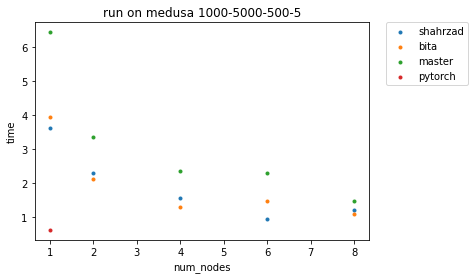 run on medusa 1000-5000-500-5
shahrzad
bita
master
pytorch
time
6
5
4
3
2
1
1 2 3 4 5 6 7 8
num_nodes